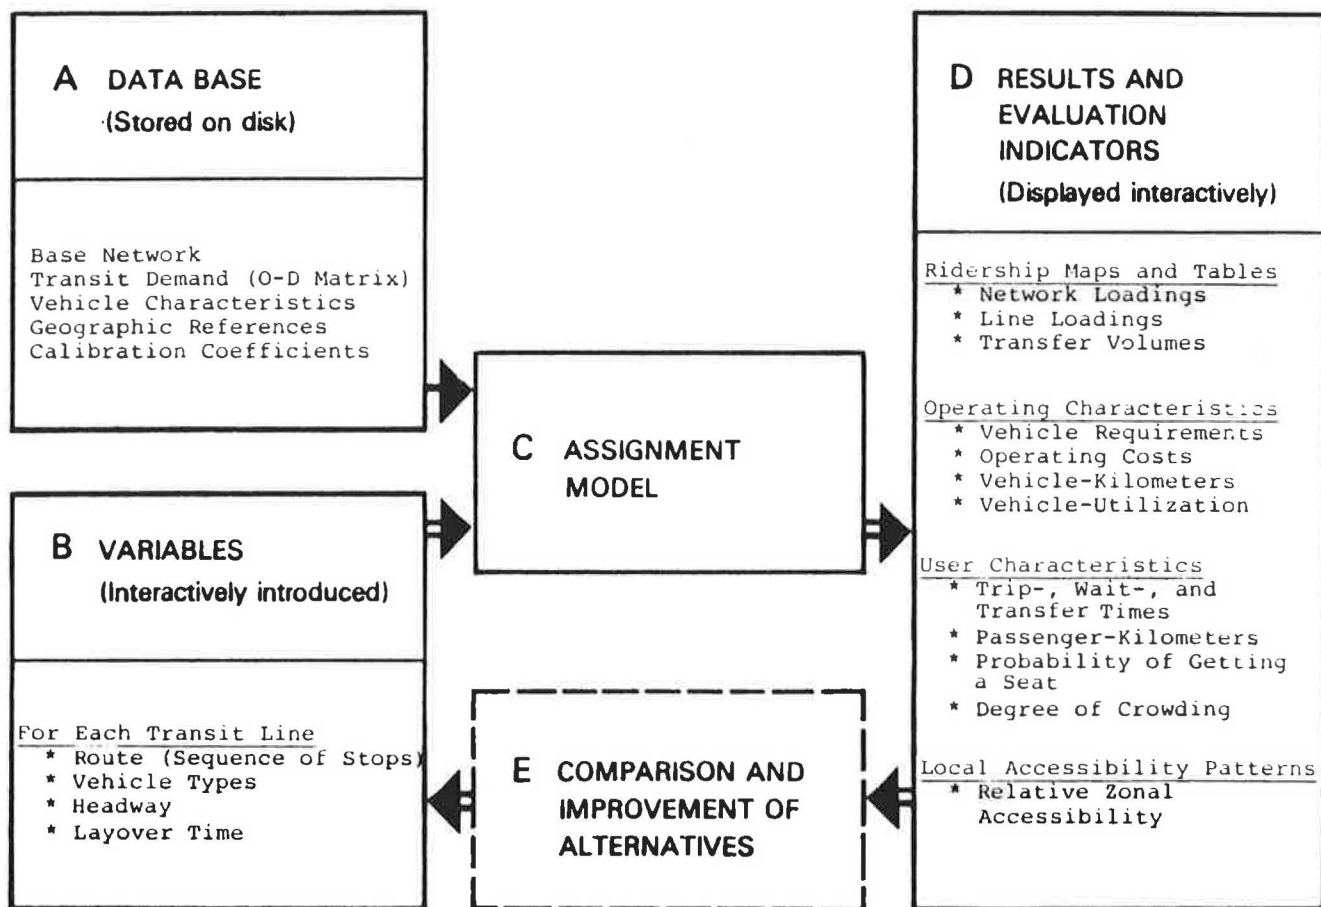 A DATA BASE
(Stored on disk)
Base Network
Transit Demand (O-D Matrix)
Vehicle Characteristics
Geographic References
Calibration Coefficients
B VARIABLES
(Interactively introduced)
For Each Transit Line
* Route (Sequence of Stops)
* Vehicle Types
* Headway
* Layover Time
C ASSIGNMENT
MODEL
D RESULTS AND
EVALUATION
INDICATORS
(Displayed interactively)
Ridership Maps and Tables
* Network Loadings
* Line Loadings
* Transfer Volumes
Operating Characteristics
* Vehicle Requirements
* Operating Costs
* Vehicle-Kilometers
* Vehicle-Utilization
User Characteristics
* Trip-, Wait-, and
Transfer Times
* Passenger-Kilometers
* Probability of Getting
a Seat
* Degree of Crowding
Local Accessibility Patterns
* Relative Zonal
Accessibility
E COMPARISON AND
IMPROVEMENT OF
ALTERNATIVES